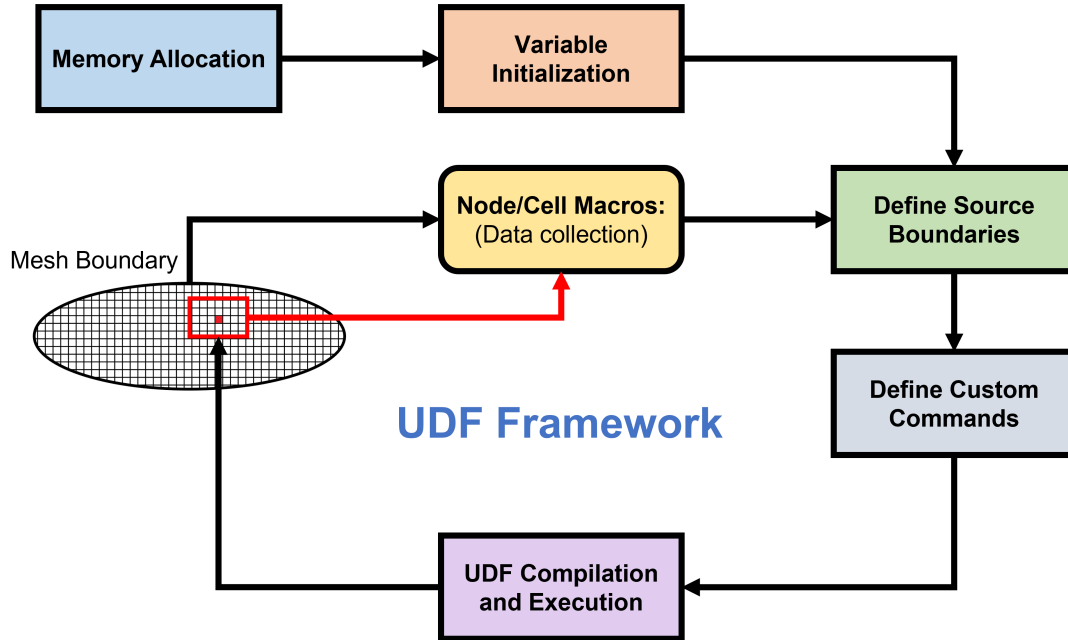 Memory Allocation
Variable
Initialization
Node/Cell Macros:
(Data collection)
Define Source
Boundaries
Mesh Boundary
Define Custom
Commands
UDF Framework
UDF Compilation
and Execution